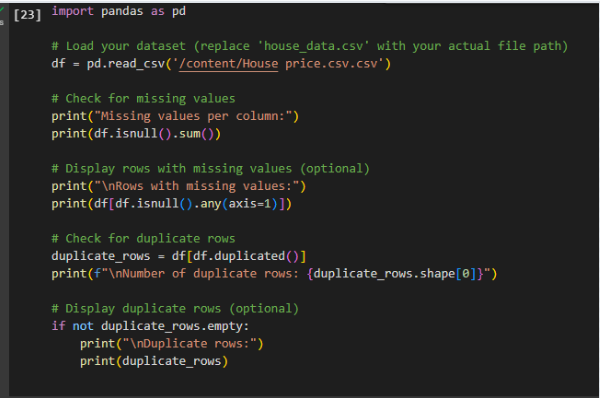 [23] import pandas as pd
# Load your dataset (replace 'house_data.csv' with your actual file path)
df = pd.read_csv('/content/House price.csv.csv')
# Check for missing values
print("Missing values per column:")
print(df.isnull().sum())
# Display rows with missing values (optional)
print("\nRows with missing values:")
print(df[df.isnull().any(axis=1)])
# Check for duplicate rows
duplicate_rows = df[df.duplicated()]
print(f"\nNumber of duplicate rows: {duplicate_rows.shape[0]}")
# Display duplicate rows (optional)
if not duplicate_rows.empty:
    print("\nDuplicate rows:")
    print(duplicate_rows)